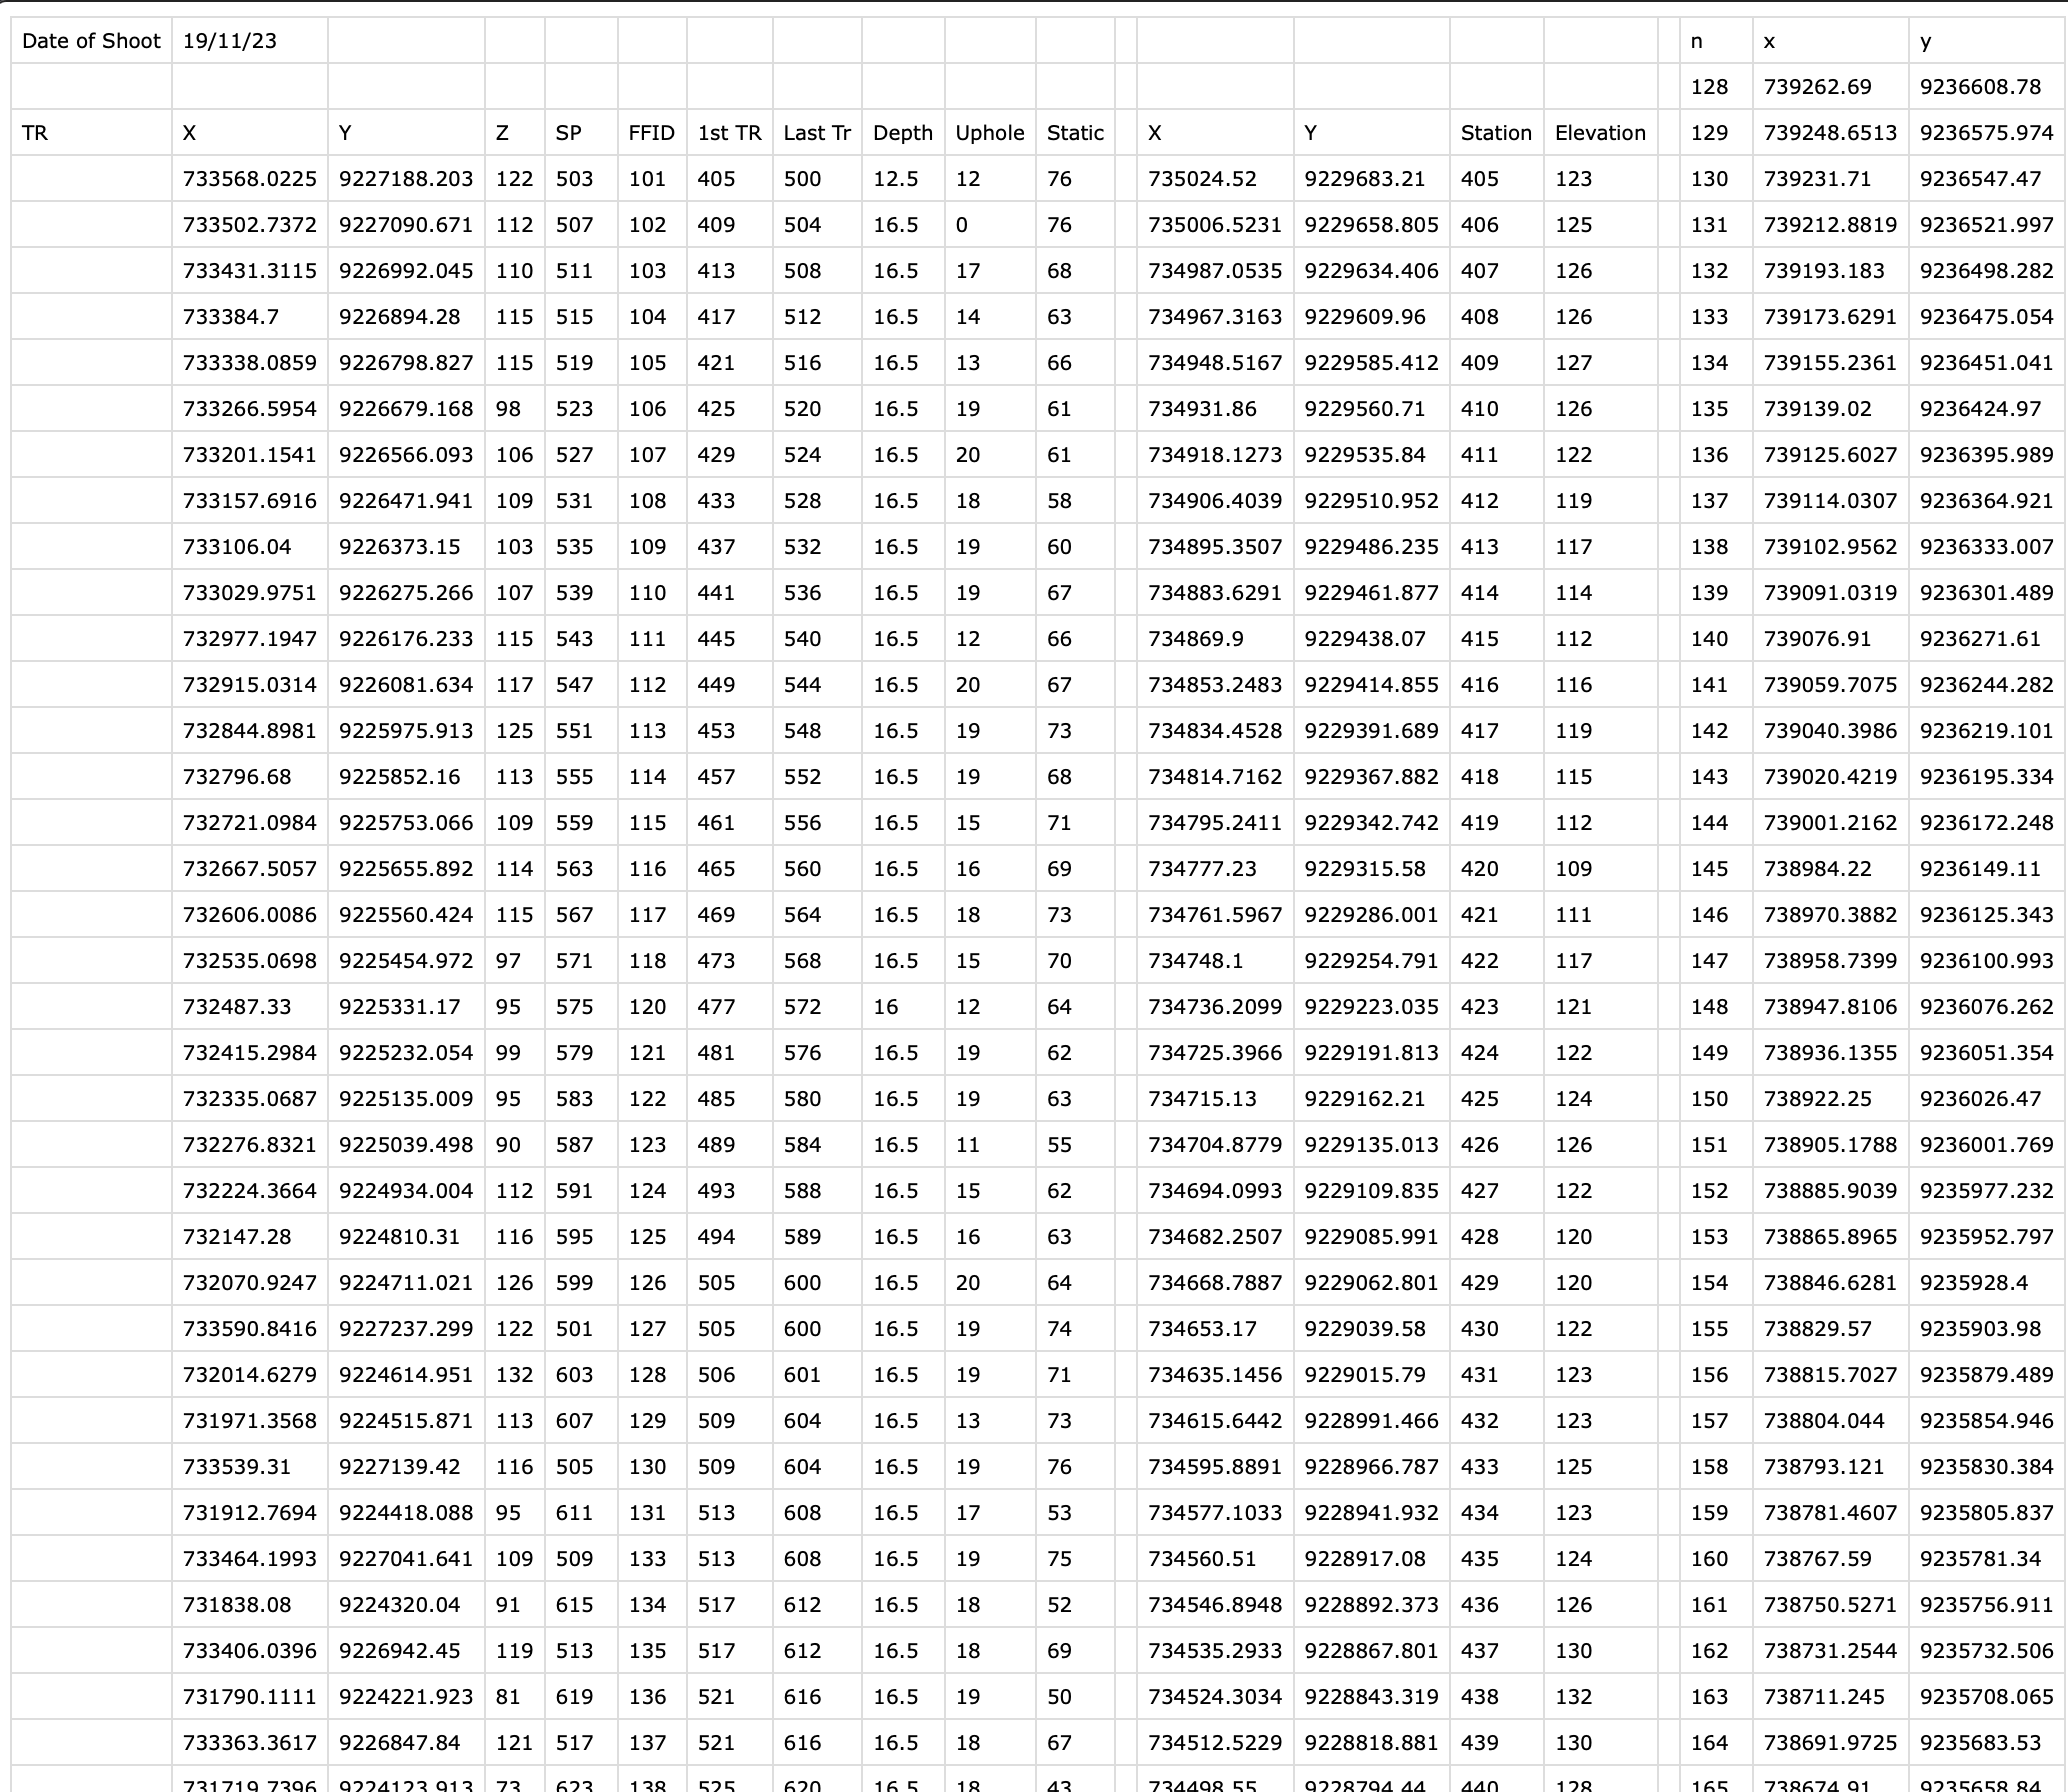 Date of Shoot 19/11/23 n x y
128 739262.69 9236608.78
TR X Y Z SP FFID 1st TR Last Tr Depth Uphole Static X Y Station Elevation 129 739248.6513 9236575.974
733568.0225 9227188.203 122 503 101 405 500 12.5 12 76 735024.52 9229683.21 405 123 130 739231.71 9236547.47
733502.7372 9227090.671 112 507 102 409 504 16.5 0 76 735006.5231 9229658.805 406 125 131 739212.8819 9236521.997
733431.3115 9226992.045 110 511 103 413 508 16.5 17 68 734987.0535 9229634.406 407 126 132 739193.183 9236498.282
733384.7 9226894.28 115 515 104 417 512 16.5 14 63 734967.3163 9229609.96 408 126 133 739173.6291 9236475.054
733338.0859 9226798.827 115 519 105 421 516 16.5 13 66 734948.5167 9229585.412 409 127 134 739155.2361 9236451.041
733266.5954 9226679.168 98 523 106 425 520 16.5 19 61 734931.86 9229560.71 410 126 135 739139.02 9236424.97
733201.1541 9226566.093 106 527 107 429 524 16.5 20 61 734918.1273 9229535.84 411 122 136 739125.6027 9236395.989
733157.6916 9226471.941 109 531 108 433 528 16.5 18 58 734906.4039 9229510.952 412 119 137 739114.0307 9236364.921
733106.04 9226373.15 103 535 109 437 532 16.5 19 60 734895.3507 9229486.235 413 117 138 739102.9562 9236333.007
733029.9751 9226275.266 107 539 110 441 536 16.5 19 67 734883.6291 9229461.877 414 114 139 739091.0319 9236301.489
732977.1947 9226176.233 115 543 111 445 540 16.5 12 66 734869.9 9229438.07 415 112 140 739076.91 9236271.61
732915.0314 9226081.634 117 547 112 449 544 16.5 20 67 734853.2483 9229414.855 416 116 141 739059.7075 9236244.282
732844.8981 9225975.913 125 551 113 453 548 16.5 19 73 734834.4528 9229391.689 417 119 142 739040.3986 9236219.101
732796.68 9225852.16 113 555 114 457 552 16.5 19 68 734814.7162 9229367.882 418 115 143 739020.4219 9236195.334
732721.0984 9225753.066 109 559 115 461 556 16.5 15 71 734795.2411 9229342.742 419 112 144 739001.2162 9236172.248
732667.5057 9225655.892 114 563 116 465 560 16.5 16 69 734777.23 9229315.58 420 109 145 738984.22 9236149.11
732606.0086 9225560.424 115 567 117 469 564 16.5 18 73 734761.5967 9229286.001 421 111 146 738970.3882 9236125.343
732535.0698 9225454.972 97 571 118 473 568 16.5 15 70 734748.1 9229254.791 422 117 147 738958.7399 9236100.993
732487.33 9225331.17 95 575 120 477 572 16 12 64 734736.2099 9229223.035 423 121 148 738947.8106 9236076.262
732415.2984 9225232.054 99 579 121 481 576 16.5 19 62 734725.3966 9229191.813 424 122 149 738936.1355 9236051.354
732335.0687 9225135.009 95 583 122 485 580 16.5 19 63 734715.13 9229162.21 425 124 150 738922.25 9236026.47
732276.8321 9225039.498 90 587 123 489 584 16.5 11 55 734704.8779 9229135.013 426 126 151 738905.1788 9236001.769
732224.3664 9224934.004 112 591 124 493 588 16.5 15 62 734694.0993 9229109.835 427 122 152 738885.9039 9235977.232
732147.28 9224810.31 116 595 125 494 589 16.5 16 63 734682.2507 9229085.991 428 120 153 738865.8965 9235952.797
732070.9247 9224711.021 126 599 126 505 600 16.5 20 64 734668.7887 9229062.801 429 120 154 738846.6281 9235928.4
733590.8416 9227237.299 122 501 127 505 600 16.5 19 74 734653.17 9229039.58 430 122 155 738829.57 9235903.98
732014.6279 9224614.951 132 603 128 506 601 16.5 19 71 734635.1456 9229015.79 431 123 156 738815.7027 9235879.489
731971.3568 9224515.871 113 607 129 509 604 16.5 13 73 734615.6442 9228991.466 432 123 157 738804.044 9235854.946
733539.31 9227139.42 116 505 130 509 604 16.5 19 76 734595.8891 9228966.787 433 125 158 738793.121 9235830.384
731912.7694 9224418.088 95 611 131 513 608 16.5 17 53 734577.1033 9228941.932 434 123 159 738781.4607 9235805.837
733464.1993 9227041.641 109 509 133 513 608 16.5 19 75 734560.51 9228917.08 435 124 160 738767.59 9235781.34
731838.08 9224320.04 91 615 134 517 612 16.5 18 52 734546.8948 9228892.373 436 126 161 738750.5271 9235756.911
733406.0396 9226942.45 119 513 135 517 612 16.5 18 69 734535.2933 9228867.801 437 130 162 738731.2544 9235732.506
731790.1111 9224221.923 81 619 136 521 616 16.5 19 50 734524.3034 9228843.319 438 132 163 738711.245 9235708.065
733363.3617 9226847.84 121 517 137 521 616 16.5 18 67 734512.5229 9228818.881 439 130 164 738691.9725 9235683.53
731719.7396 9224123.913 73 623 138 525 620 16.5 18 43 734498.55 9228794.44 440 128 165 738674.91 9235658.84